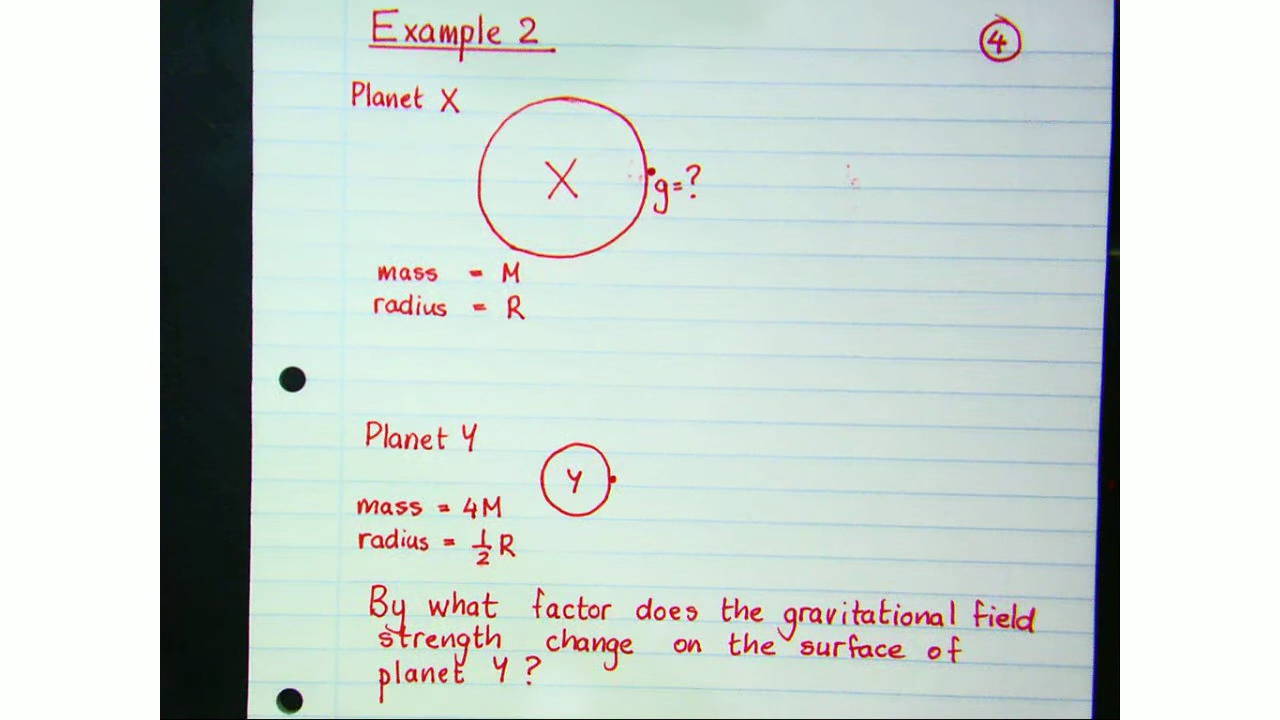 Example 2
4
Planet X
X
g=?
mass = M
radius = R
Planet Y
Y
mass = 4M
radius = 1/2 R
By what factor does the gravitational field
strength change on the surface of
planet Y?